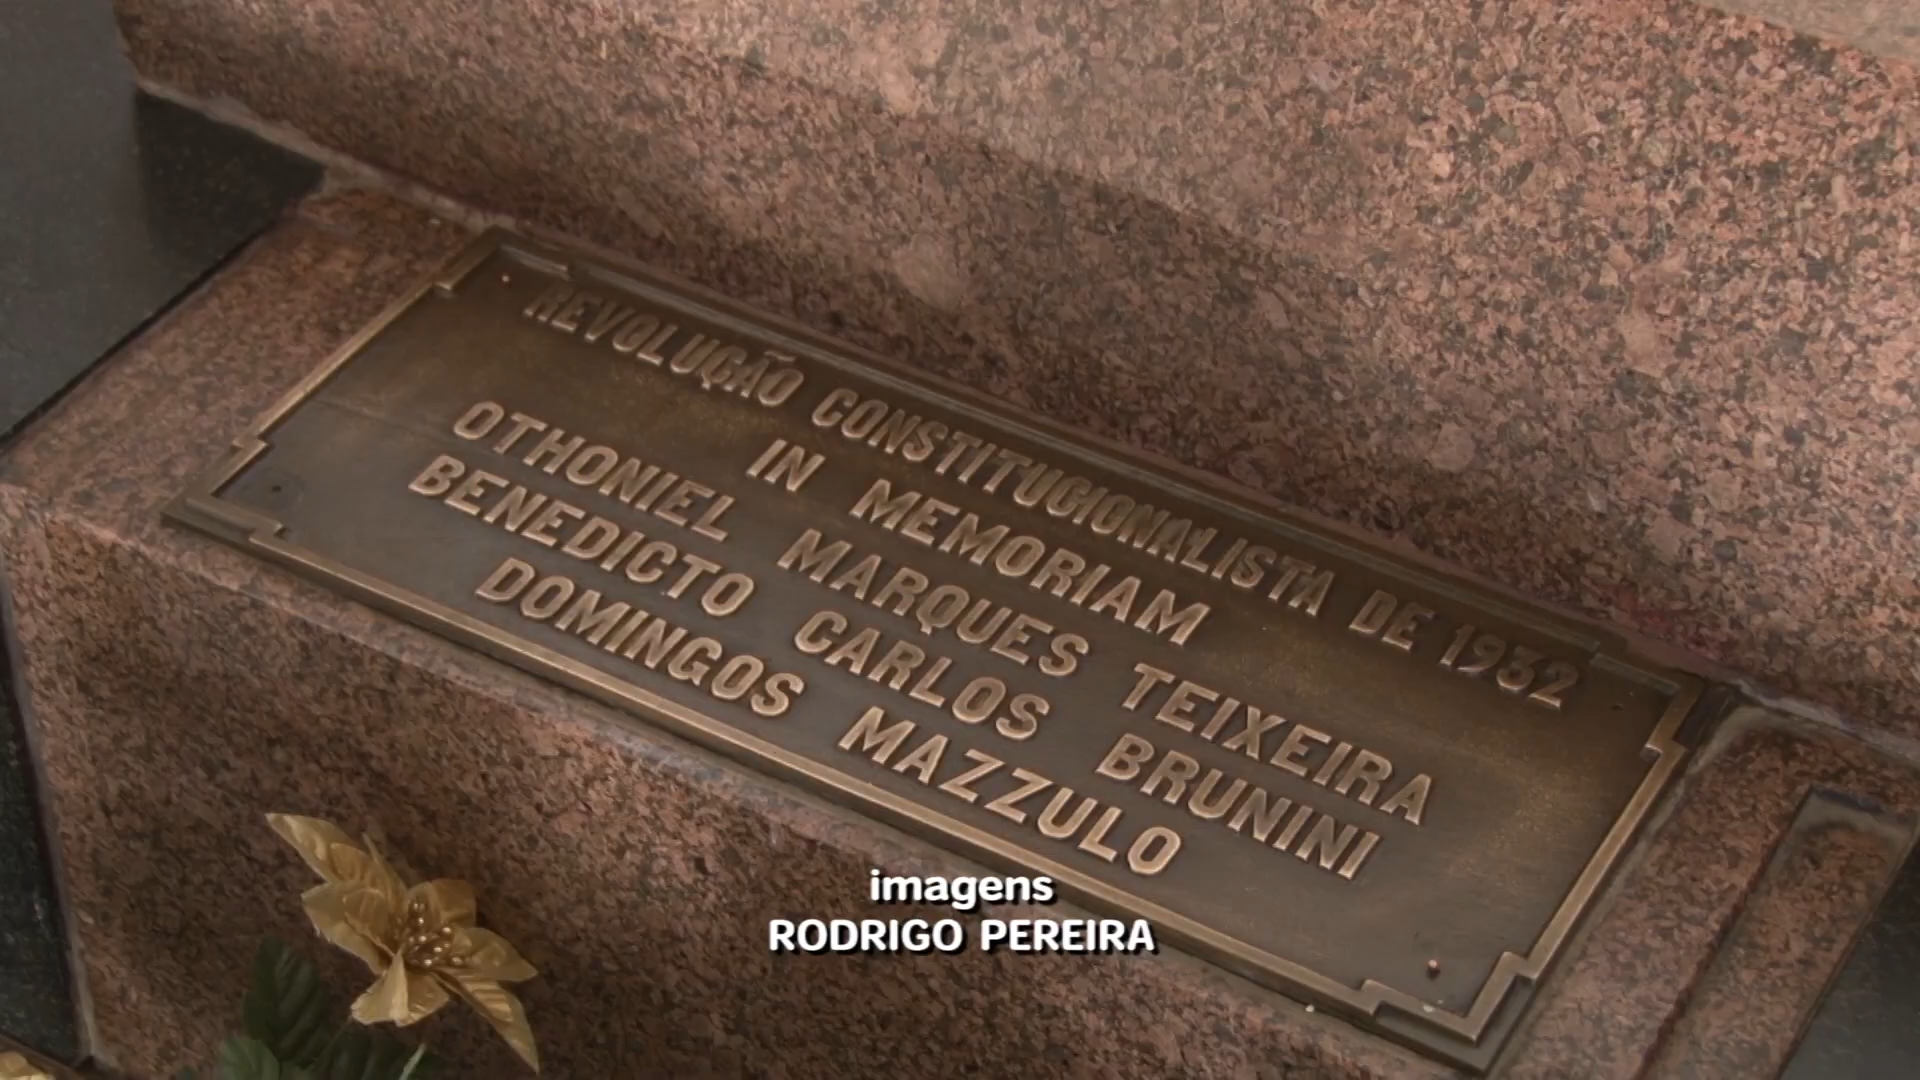 REVOLUÇÃO CONSTITUCIONALISTA DE 1932
IN MEMORIAM
OTHONIEL MARQUES TEIXEIRA
BENEDICTO CARLOS BRUNINI
DOMINGOS MAZZULO
imagens
RODRIGO PEREIRA